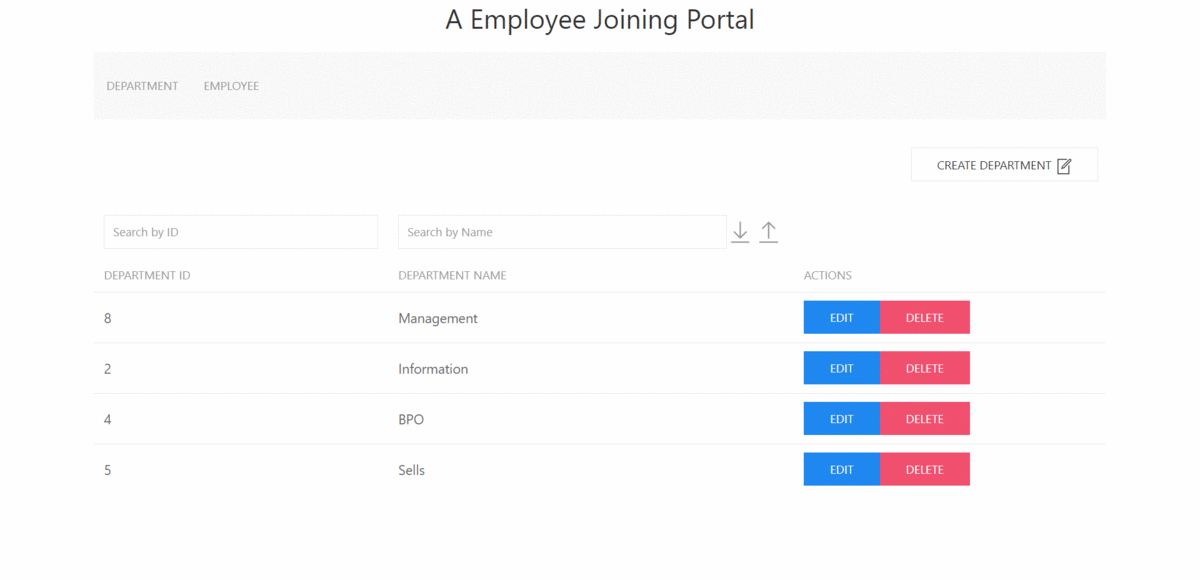 A Employee Joining Portal
DEPARTMENT EMPLOYEE
CREATE DEPARTMENT
Search by ID Search by Name
DEPARTMENT ID DEPARTMENT NAME ACTIONS
8 Management EDIT DELETE
2 Information EDIT DELETE
4 BPO EDIT DELETE
5 Sells EDIT DELETE